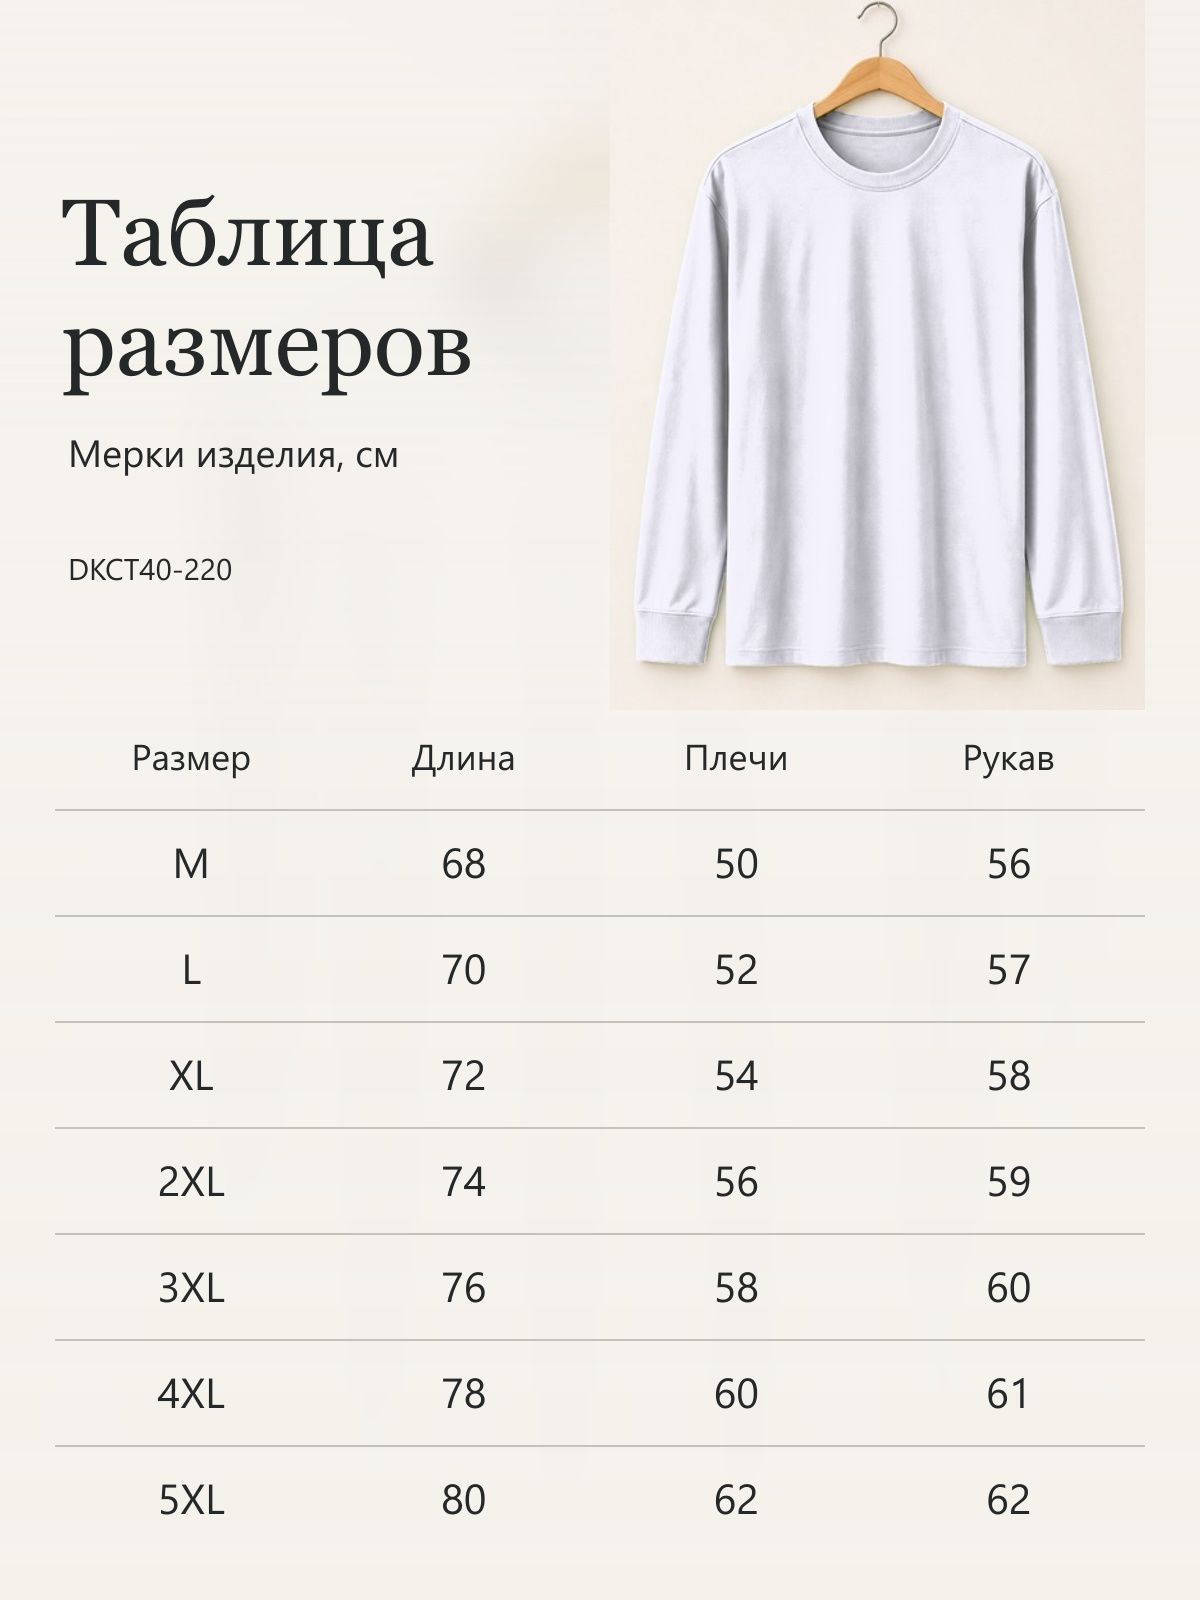 Таблица
размеров
Мерки изделия, см
DKCT40-220
Размер Длина Плечи Рукав
M 68 50 56
L 70 52 57
XL 72 54 58
2XL 74 56 59
3XL 76 58 60
4XL 78 60 61
5XL 80 62 62